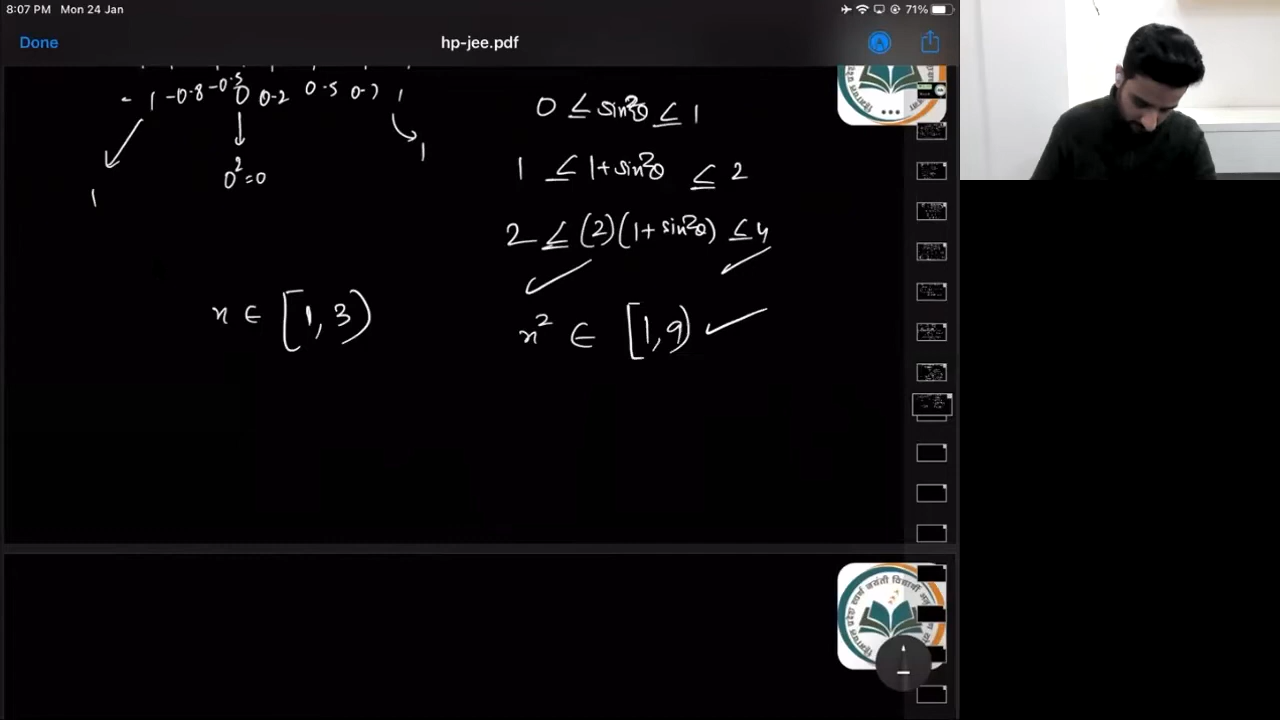 8:07 PM Mon 24 Jan
71%
Done
hp-jee.pdf
- 1 -0.8 -0.5 0 0.2 0.5 0.7 1
1
0² = 0
1
0 ≤ sin²θ ≤ 1
1 ≤ 1 + sin²θ ≤ 2
2 ≤ (2)(1 + sin²θ) ≤ 4
x ∈ [1, 3)
x² ∈ [1, 9)
स्वर्ण जयंती विद्यार्थी